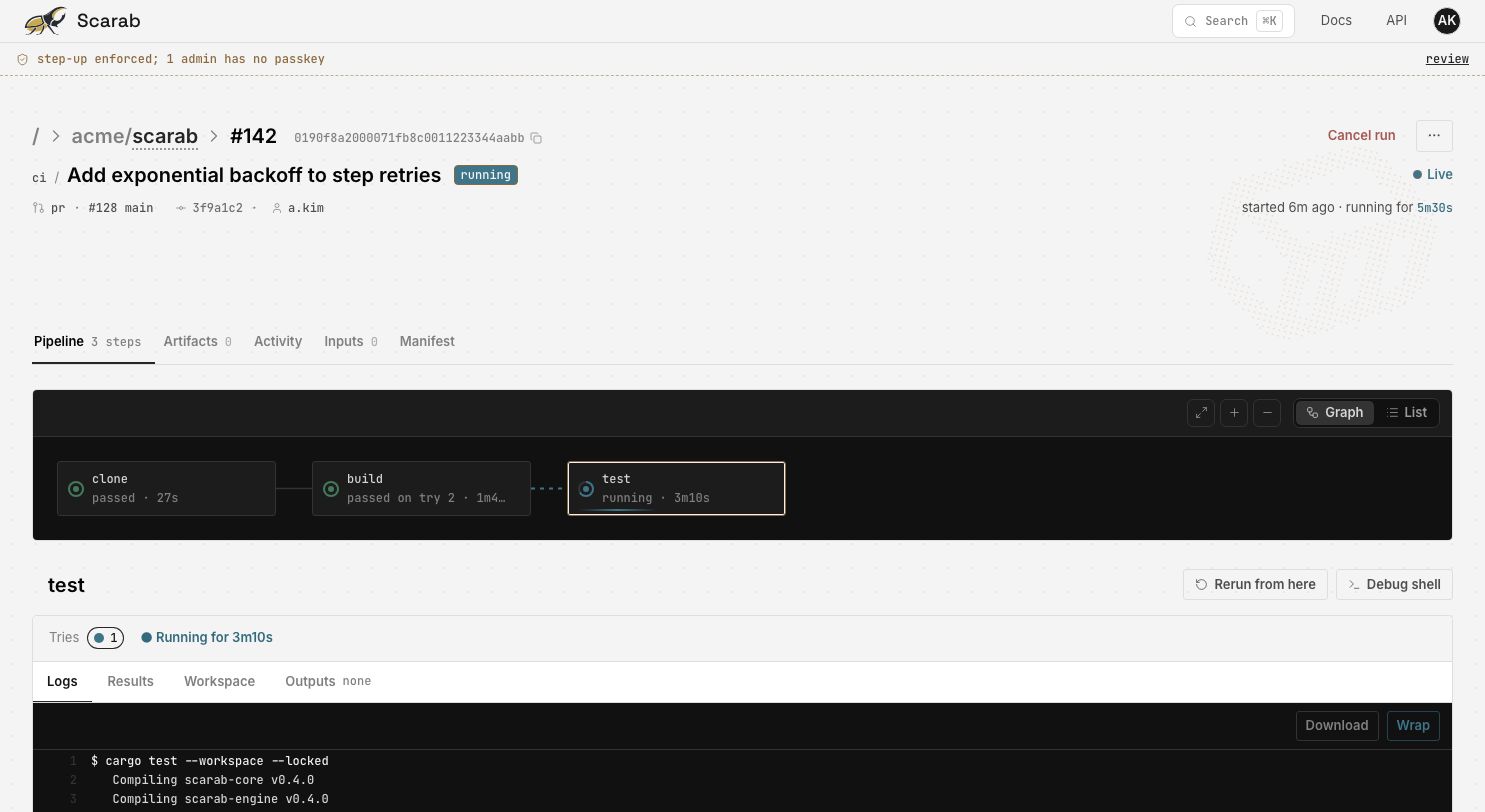 Scarab
Search ⌘K
Docs
API
AK
step-up enforced; 1 admin has no passkey
review
/ > acme/scarab > #142 0190f8a2000071fb8c0011223344aabb
Cancel run
...
ci / Add exponential backoff to step retries running
Live
pr · #128 main 3f9a1c2 · a.kim
started 6m ago · running for 5m30s
Pipeline 3 steps Artifacts 0 Activity Inputs 0 Manifest
Graph List
clone
passed · 27s
build
passed on try 2 · 1m4…
test
running · 3m10s
test
Rerun from here
Debug shell
Tries 1 Running for 3m10s
Logs Results Workspace Outputs none
Download Wrap
1 $ cargo test --workspace --locked
2 Compiling scarab-core v0.4.0
3 Compiling scarab-engine v0.4.0